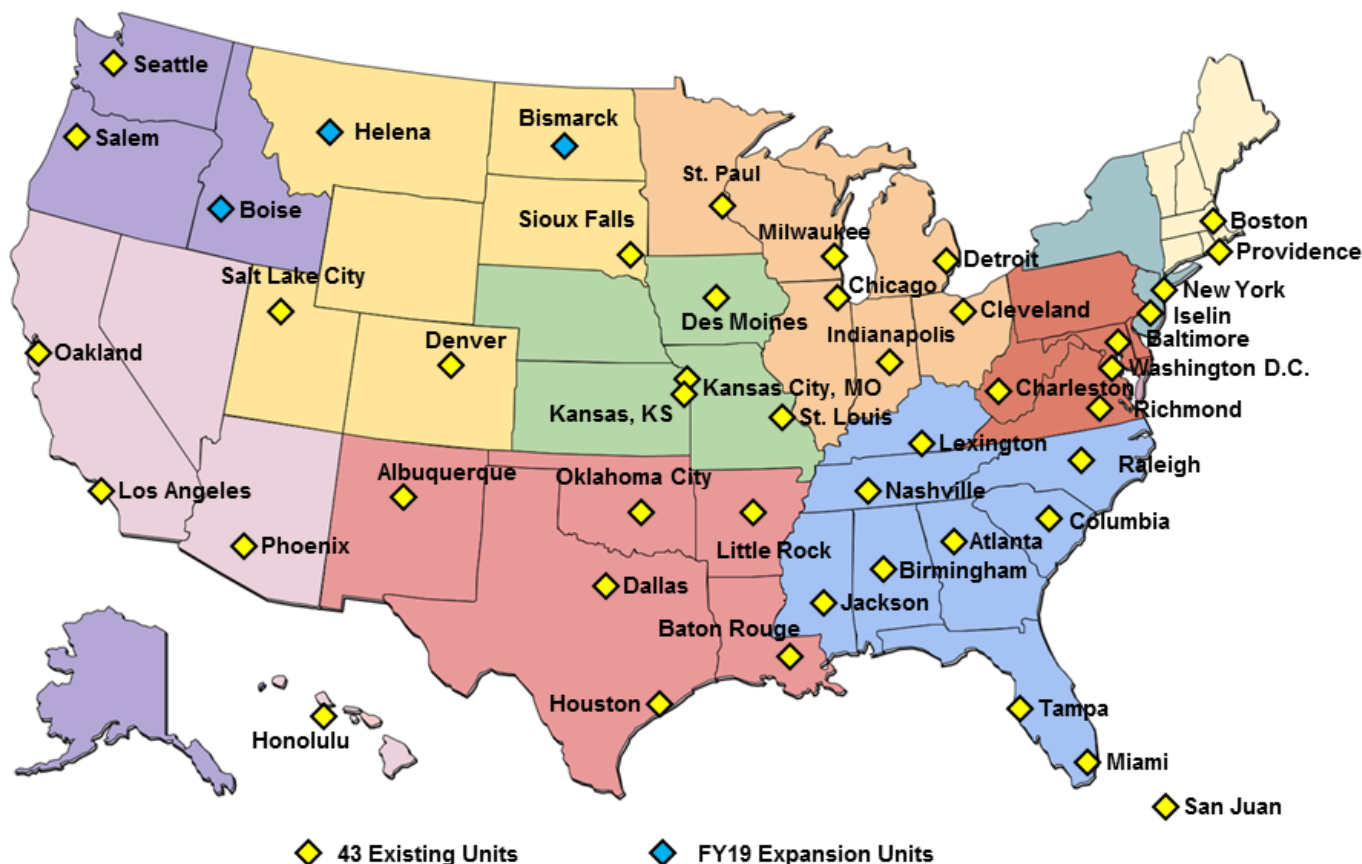 Seattle
Salem
Helena
Bismarck
Boise
St. Paul
Sioux Falls
Milwaukee
Detroit
Boston
Providence
Salt Lake City
Chicago
New York
Des Moines
Cleveland
Iselin
Indianapolis
Baltimore
Oakland
Denver
Washington D.C.
Kansas City, MO
Charleston
Kansas, KS
St. Louis
Richmond
Lexington
Albuquerque
Oklahoma City
Raleigh
Los Angeles
Nashville
Columbia
Phoenix
Little Rock
Atlanta
Birmingham
Dallas
Jackson
Baton Rouge
Houston
Tampa
Honolulu
Miami
San Juan
43 Existing Units
FY19 Expansion Units